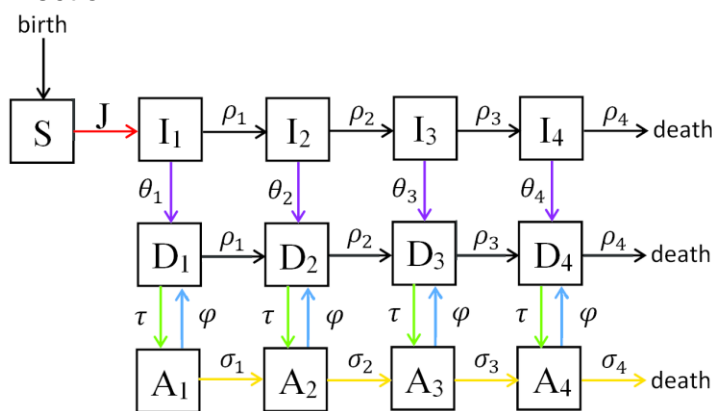 birth
S J I₁ ρ₁ I₂ ρ₂ I₃ ρ₃ I₄ ρ₄ death
θ₁ θ₂ θ₃ θ₄
D₁ ρ₁ D₂ ρ₂ D₃ ρ₃ D₄ ρ₄ death
τ φ τ φ τ φ τ φ
A₁ σ₁ A₂ σ₂ A₃ σ₃ A₄ σ₄ death